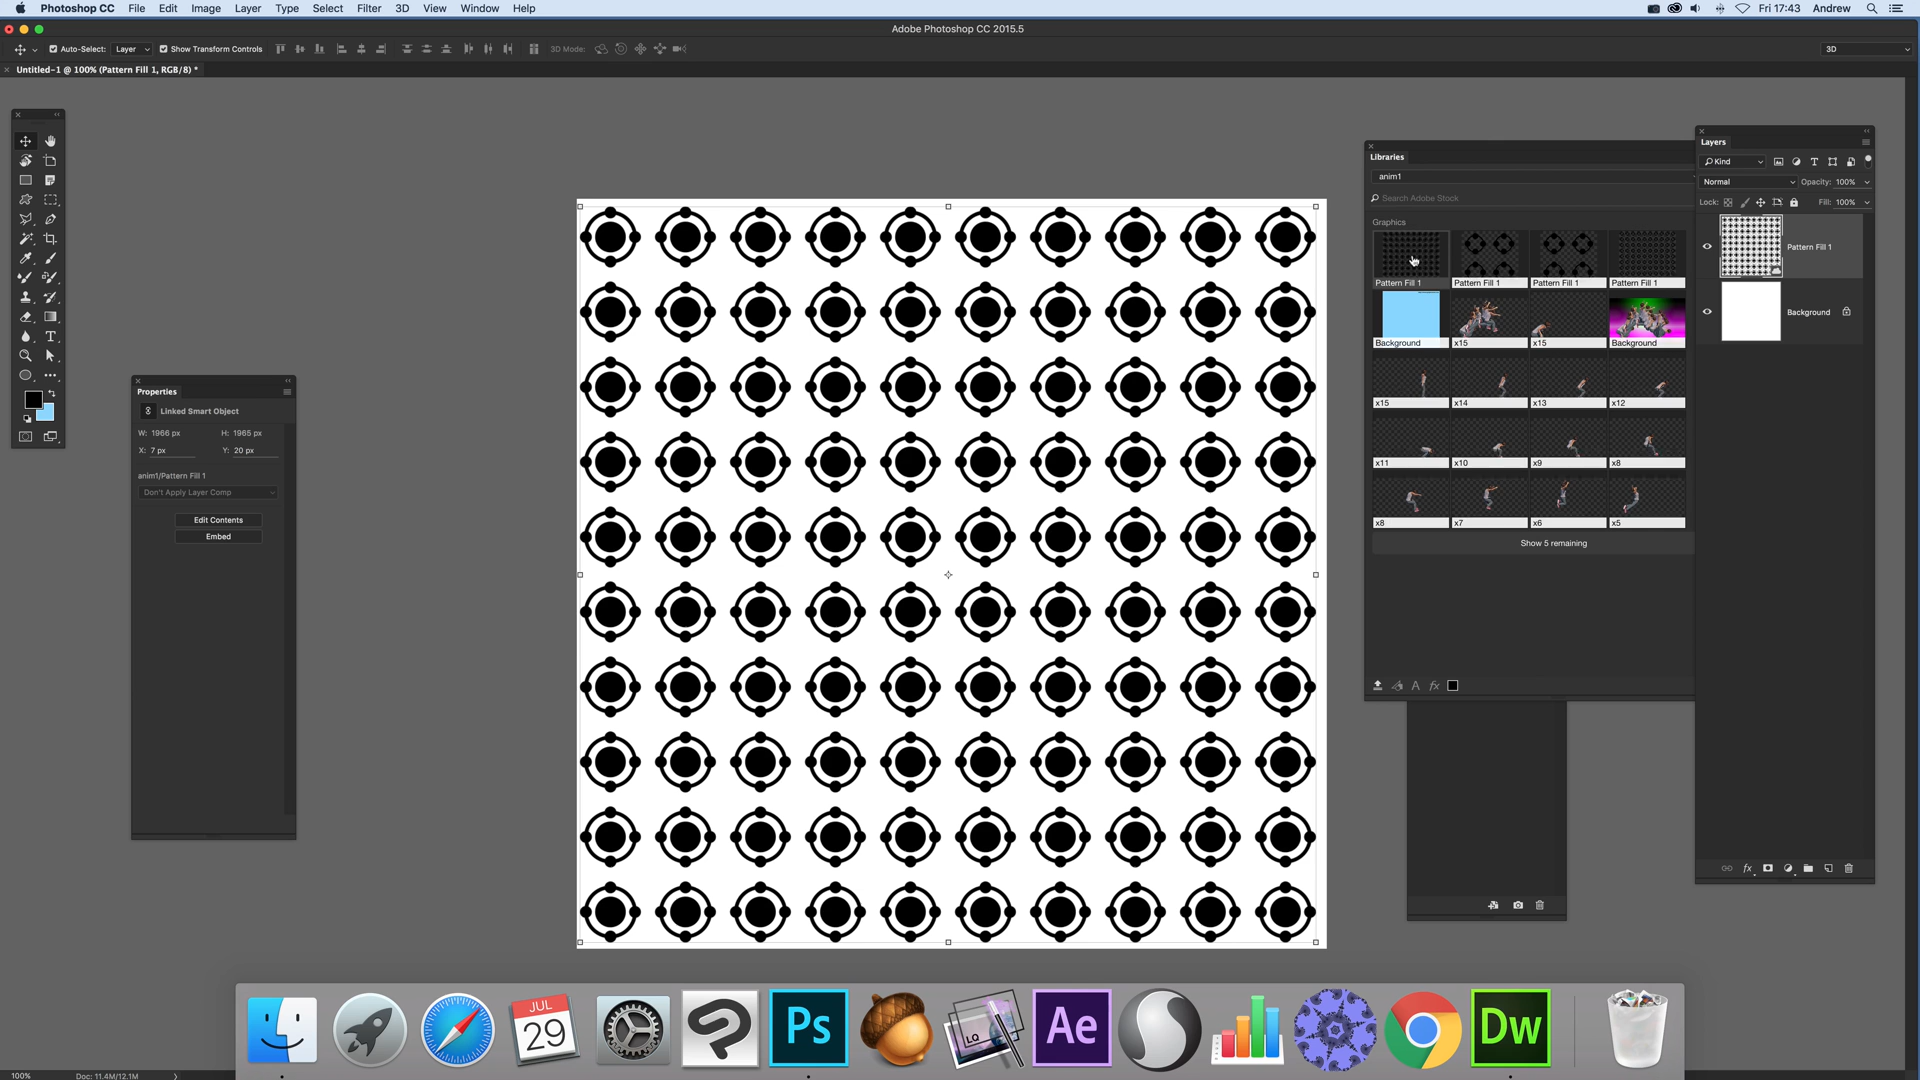 Photoshop CC File Edit Image Layer Type Select Filter 3D View Window Help Fri 17:43 Andrew
Adobe Photoshop CC 2015.5
Auto-Select: Layer Show Transform Controls 3D Mode: 3D
Untitled-1 @ 100% (Pattern Fill 1, RGB/8) *
Properties
Linked Smart Object
W: 1966 px H: 1965 px
X: 7 px Y: 20 px
anim1/Pattern Fill 1
Don't Apply Layer Comp
Edit Contents
Embed
Libraries
anim1
Search Adobe Stock
Graphics
Pattern Fill 1 Pattern Fill 1 Pattern Fill 1 Pattern Fill 1
Background x15 x15 Background
x15 x14 x13 x12
x11 x10 x9 x8
x8 x7 x6 x5
Show 5 remaining
A fx
Layers
Kind
Normal Opacity: 100%
Lock: Fill: 100%
Pattern Fill 1
Background
fx
JUL
29
Ps
LQ
Ae
Dw
100% Doc: 11.4M/12.1M